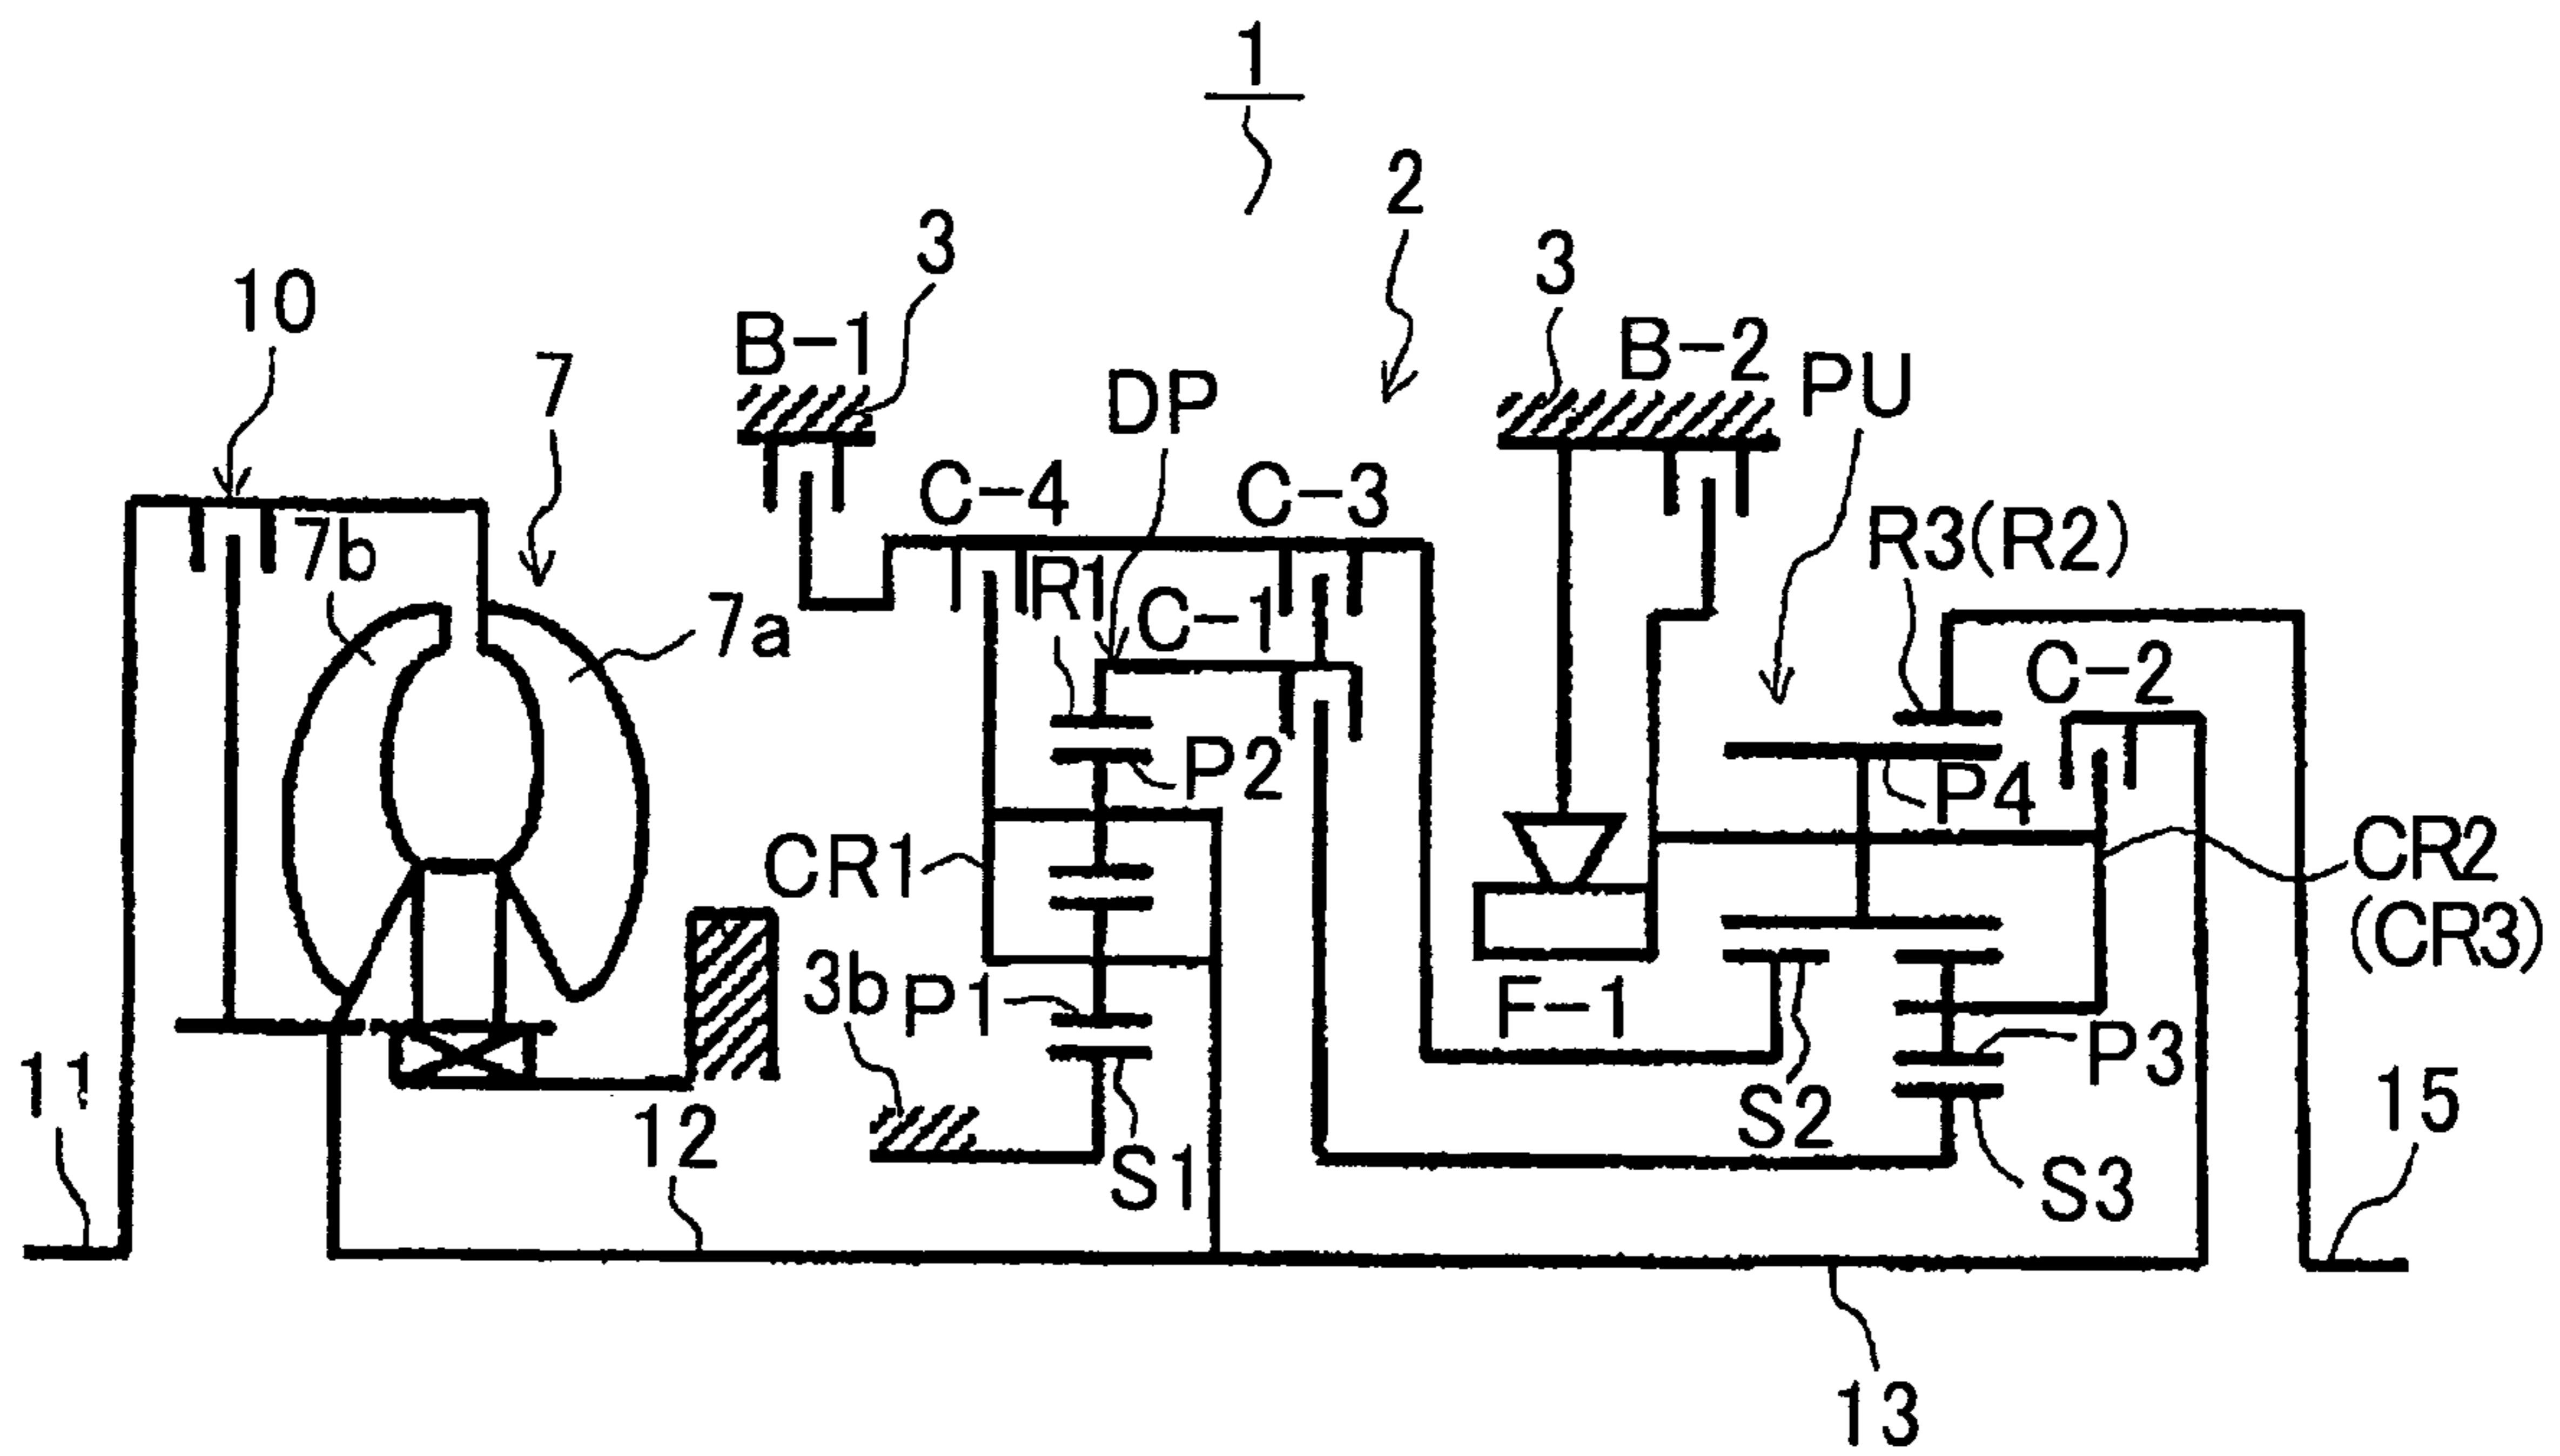 1
2
3
3
10
B-1
B-2
7
DP
PU
C-4
C-3
R3(R2)
7b
R1
C-1
7a
C-2
P2
P4
CR1
CR2
(CR3)
3b
P1
F-1
P3
11
12
S1
S2
S3
15
13